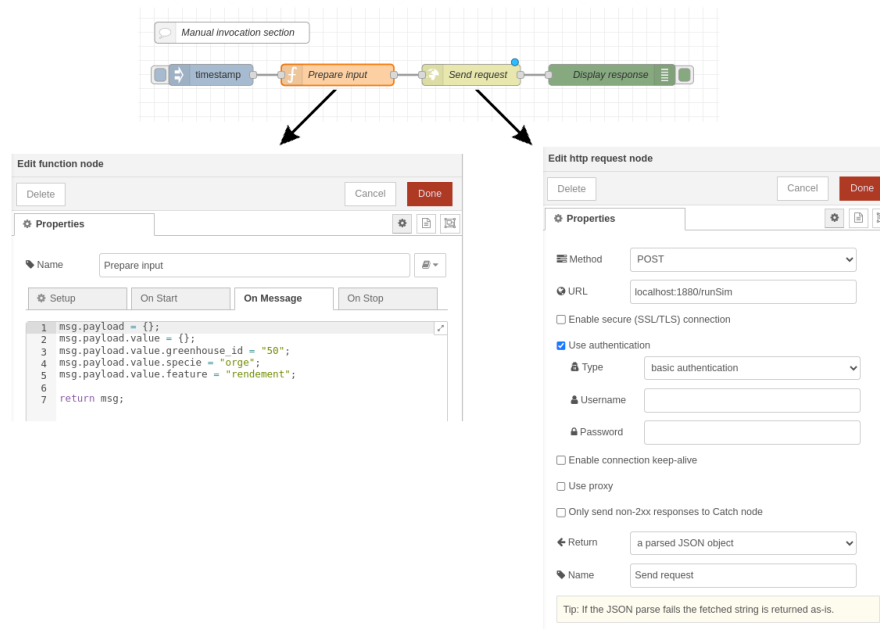 Manual invocation section
timestamp
Prepare input
Send request
Display response
Edit function node
Delete
Cancel
Done
Properties
Name
Prepare input
Setup
On Start
On Message
On Stop
1 msg.payload = {};
2 msg.payload.value = {};
3 msg.payload.value.greenhouse_id = "50";
4 msg.payload.value.specie = "orge";
5 msg.payload.value.feature = "rendement";
6
7 return msg;
Edit http request node
Delete
Cancel
Done
Properties
Method
POST
URL
localhost:1880/runSim
Enable secure (SSL/TLS) connection
Use authentication
Type
basic authentication
Username
Password
Enable connection keep-alive
Use proxy
Only send non-2xx responses to Catch node
Return
a parsed JSON object
Name
Send request
Tip: If the JSON parse fails the fetched string is returned as-is.